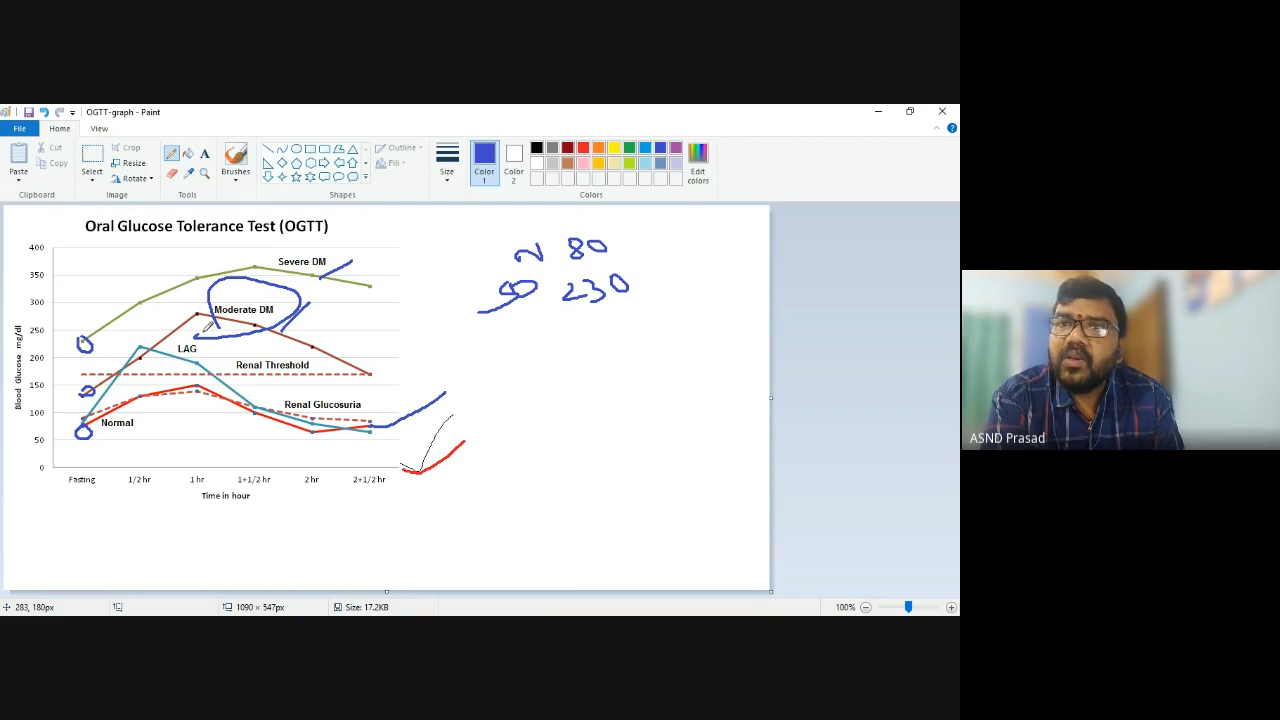 OGTT-graph - Paint
File Home View
Paste Cut Copy Clipboard
Select Crop Resize Rotate Image
Tools
Brushes
Outline Fill Shapes
Size
Color 1 Color 2 Edit colors Colors
Oral Glucose Tolerance Test (OGTT)
N 80
230
400
350
300
250
200
150
100
50
0
Blood Glucose mg/dl
Severe DM
Moderate DM
LAG
Renal Threshold
Renal Glucosuria
Normal
Fasting 1/2 hr 1 hr 1+1/2 hr 2 hr 2+1/2 hr
Time in hour
283, 180px 1090 × 547px Size: 17.2KB 100%
ASND Prasad